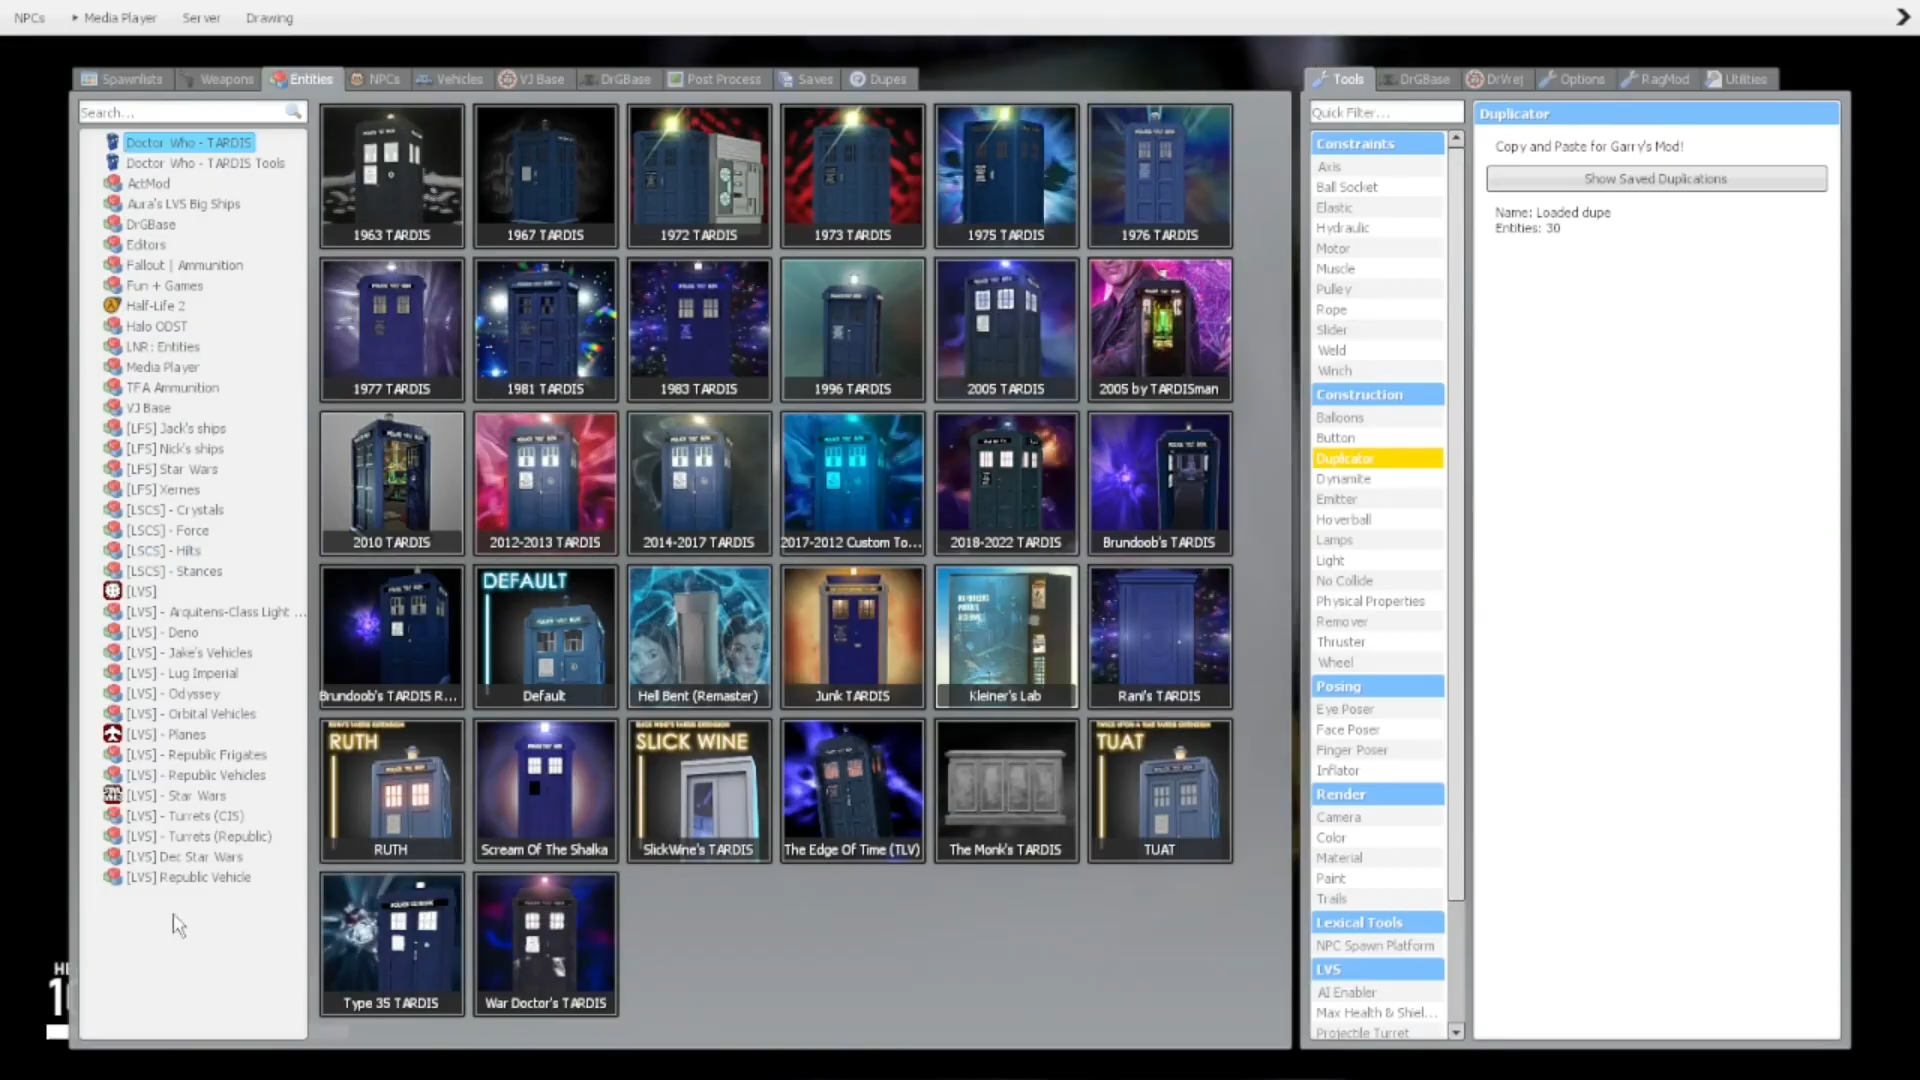 NPCs
Media Player
Server
Drawing
Spawnlists
Weapons
Entities
NPCs
Vehicles
VJ Base
DrGBase
Post Process
Saves
Dupes
Search...
Doctor Who - TARDIS
Doctor Who - TARDIS Tools
ActMod
Aura's LVS Big Ships
DrGBase
Editors
Fallout | Ammunition
Fun + Games
Half-Life 2
Halo ODST
LNR: Entities
Media Player
TFA Ammunition
VJ Base
[LFS] Jack's ships
[LFS] Nick's ships
[LFS] Star Wars
[LFS] Xernes
[LSCS] - Crystals
[LSCS] - Force
[LSCS] - Hilts
[LSCS] - Stances
[LVS]
[LVS] - Arquitens-Class Light ...
[LVS] - Deno
[LVS] - Jake's Vehicles
[LVS] - Lug Imperial
[LVS] - Odyssey
[LVS] - Orbital Vehicles
[LVS] - Planes
[LVS] - Republic Frigates
[LVS] - Republic Vehicles
[LVS] - Star Wars
[LVS] - Turrets (CIS)
[LVS] - Turrets (Republic)
[LVS] Dec Star Wars
[LVS] Republic Vehicle
1963 TARDIS
1967 TARDIS
1972 TARDIS
1973 TARDIS
1975 TARDIS
1976 TARDIS
1977 TARDIS
1981 TARDIS
1983 TARDIS
1996 TARDIS
2005 TARDIS
2005 by TARDISman
2010 TARDIS
2012-2013 TARDIS
2014-2017 TARDIS
2017-2012 Custom To...
2018-2022 TARDIS
Brundoob's TARDIS
DEFAULT
Brundoob's TARDIS R...
Default
Hell Bent (Remaster)
Junk TARDIS
Kleiner's Lab
Rani's TARDIS
RUTH
SLICK WINE
TUAT
RUTH
Scream Of The Shalka
SlickWine's TARDIS
The Edge Of Time (TLV)
The Monk's TARDIS
TUAT
Type 35 TARDIS
War Doctor's TARDIS
Tools
DrGBase
DrVrej
Options
RagMod
Utilities
Quick Filter...
Constraints
Axis
Ball Socket
Elastic
Hydraulic
Motor
Muscle
Pulley
Rope
Slider
Weld
Winch
Construction
Balloons
Button
Duplicator
Dynamite
Emitter
Hoverball
Lamps
Light
No Collide
Physical Properties
Remover
Thruster
Wheel
Posing
Eye Poser
Face Poser
Finger Poser
Inflator
Render
Camera
Color
Material
Paint
Trails
Lexical Tools
NPC Spawn Platform
LVS
AI Enabler
Max Health & Shiel...
Projectile Turret
Duplicator
Copy and Paste for Garry's Mod!
Show Saved Duplications
Name: Loaded dupe
Entities: 30